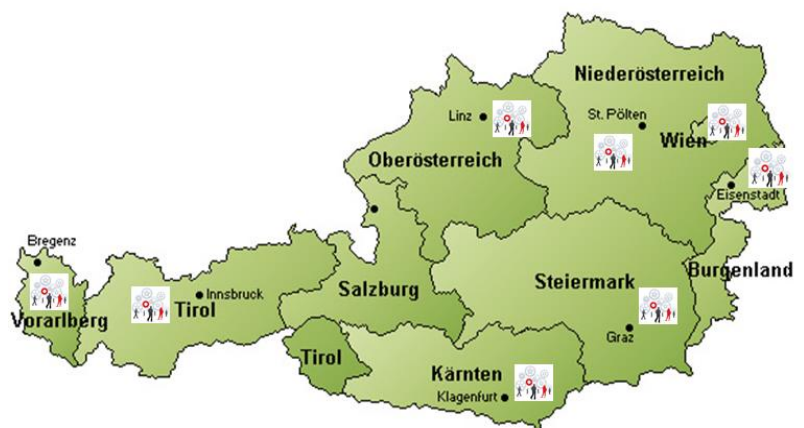 Niederösterreich
St. Pölten
Linz
Wien
Oberösterreich
Eisenstadt
Bregenz
Burgenland
Steiermark
Salzburg
Innsbruck
Tirol
Vorarlberg
Graz
Tirol
Kärnten
Klagenfurt